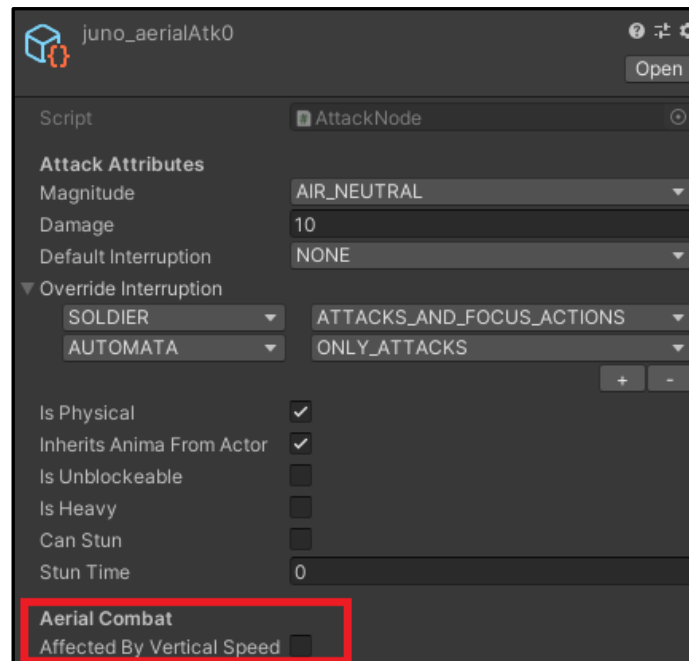 juno_aerialAtk0
Open
Script AttackNode
Attack Attributes
Magnitude AIR_NEUTRAL
Damage 10
Default Interruption NONE
Override Interruption
SOLDIER ATTACKS_AND_FOCUS_ACTIONS
AUTOMATA ONLY_ATTACKS
+ -
Is Physical
Inherits Anima From Actor
Is Unblockeable
Is Heavy
Can Stun
Stun Time 0
Aerial Combat
Affected By Vertical Speed